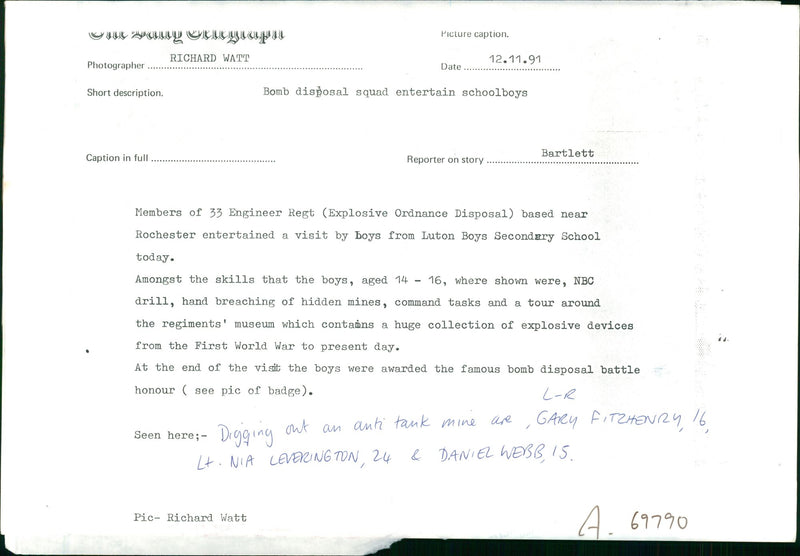 The Daily Telegraph
Picture caption.
Photographer RICHARD WATT
Date 12.11.91
Short description. Bomb disposal squad entertain schoolboys
Caption in full
Reporter on story Bartlett
Members of 33 Engineer Regt (Explosive Ordnance Disposal) based near
Rochester entertained a visit by boys from Luton Boys Secondary School
today.
Amongst the skills that the boys, aged 14 - 16, where shown were, NBC
drill, hand breaching of hidden mines, command tasks and a tour around
the regiments' museum which contains a huge collection of explosive devices
from the First World War to present day.
At the end of the visit the boys were awarded the famous bomb disposal battle
honour ( see pic of badge).
L-R
Seen here;- Digging out an anti tank mine are, GARY FITZHENRY, 16,
Lt. NIA LEVERINGTON, 24 & DANIEL WEBB, 15.
Pic- Richard Watt
A. 69790